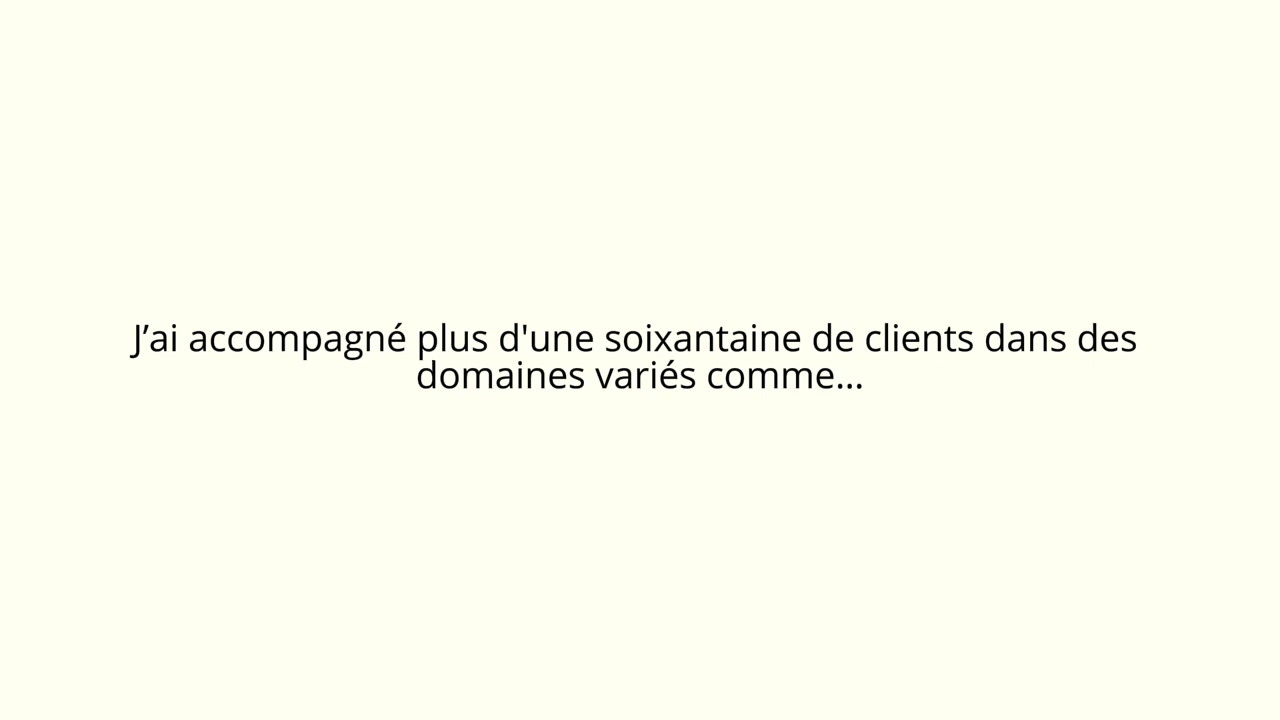 J’ai accompagné plus d'une soixantaine de clients dans des
domaines variés comme...